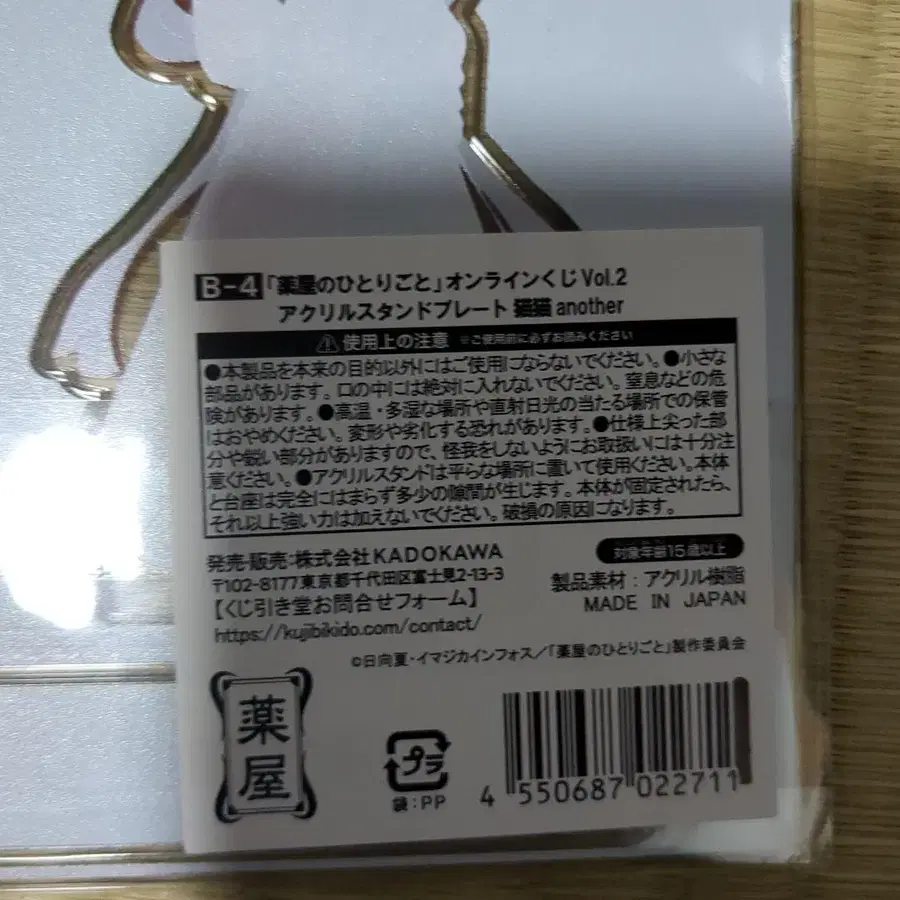 B-4 「薬屋のひとりごと」オンラインくじ Vol.2
アクリルスタンドプレート 猫猫 another
⚠ 使用上の注意 ※ご使用前に必ずお読みください
●本製品を本来の目的以外にはご使用にならないでください。●小さな
部品があります。口の中には絶対に入れないでください。窒息などの危
険があります。●高温・多湿な場所や直射日光の当たる場所での保管
はおやめください。変形や劣化する恐れがあります。●仕様上尖った部
分や鋭い部分がありますので、怪我をしないようにお取扱いには十分注
意ください。●アクリルスタンドは平らな場所に置いて使用ください。本体
と台座は完全にはまらず多少の隙間が生じます。本体が固定されたら、
それ以上強い力は加えないでください。破損の原因になります。
発売・販売:株式会社KADOKAWA
〒102-8177東京都千代田区富士見2-13-3
【くじ引き堂お問合せフォーム】
https://kujibikido.com/contact/
対象年齢15歳以上
製品素材:アクリル樹脂
MADE IN JAPAN
©日向夏・イマジカインフォス/「薬屋のひとりごと」製作委員会
薬屋
プラ
袋:PP
4 550687 022711